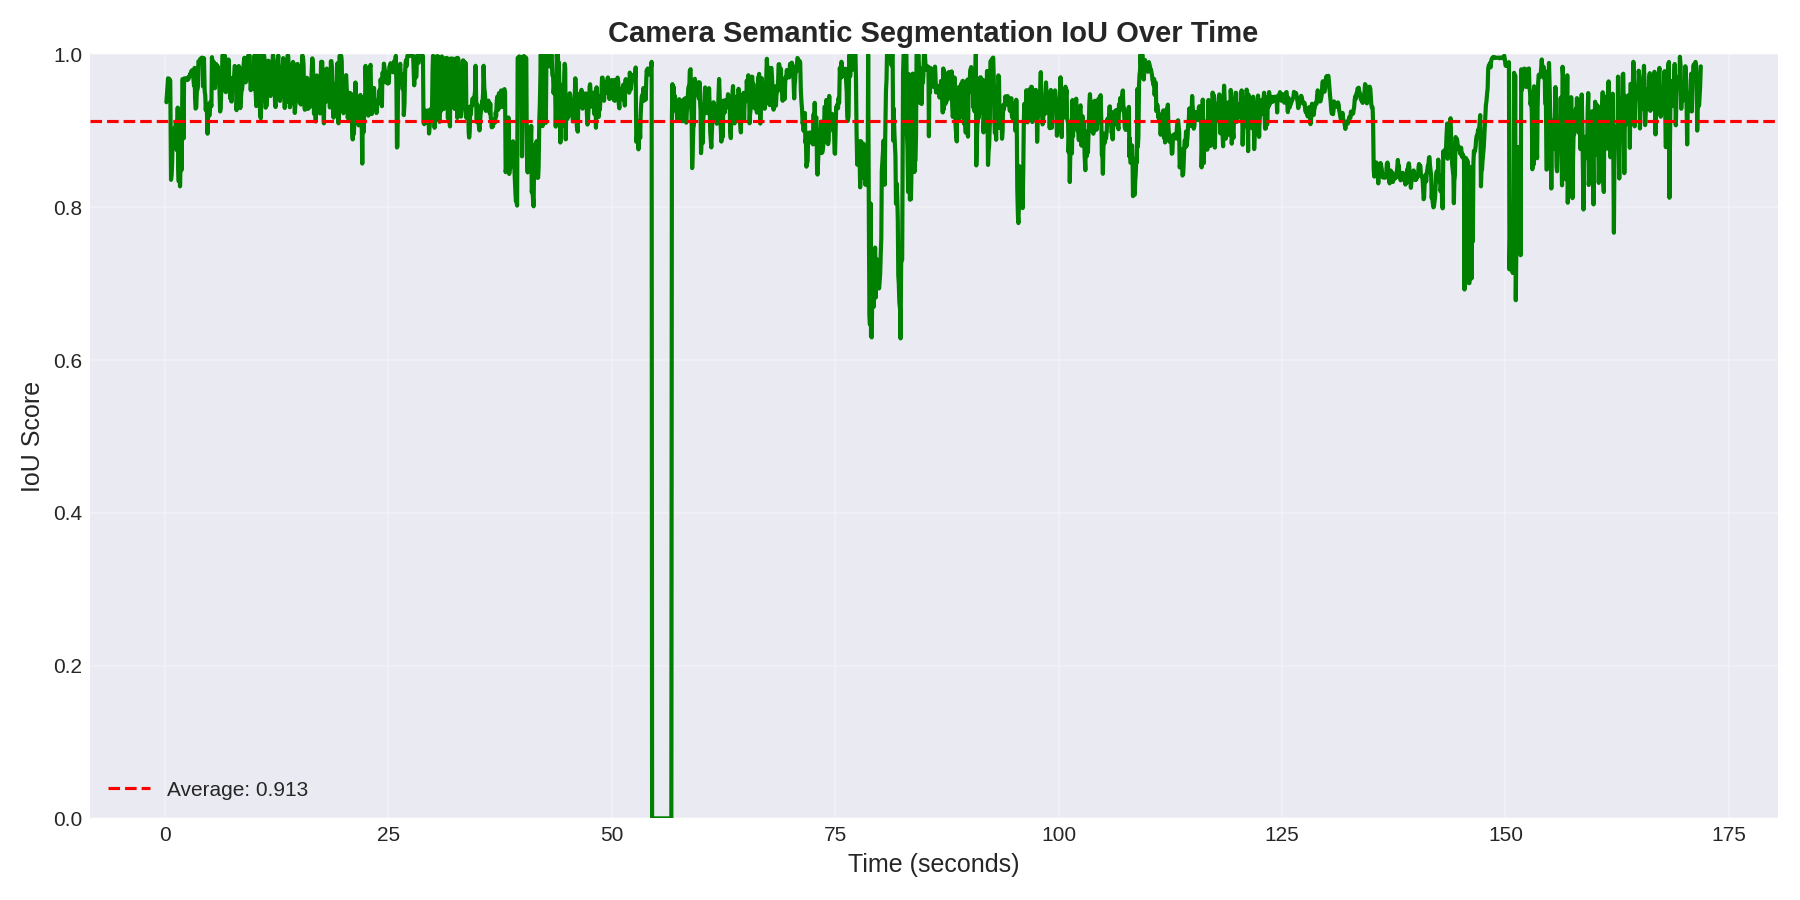 Camera Semantic Segmentation IoU Over Time
1.0
0.8
0.6
0.4
0.2
0.0
IoU Score
Average: 0.913
0 25 50 75 100 125 150 175
Time (seconds)